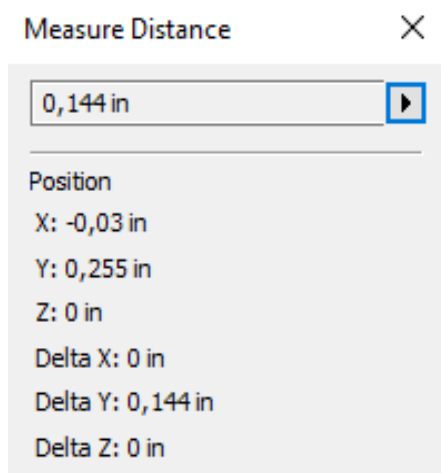 Measure Distance
0,144 in
Position
X: -0,03 in
Y: 0,255 in
Z: 0 in
Delta X: 0 in
Delta Y: 0,144 in
Delta Z: 0 in